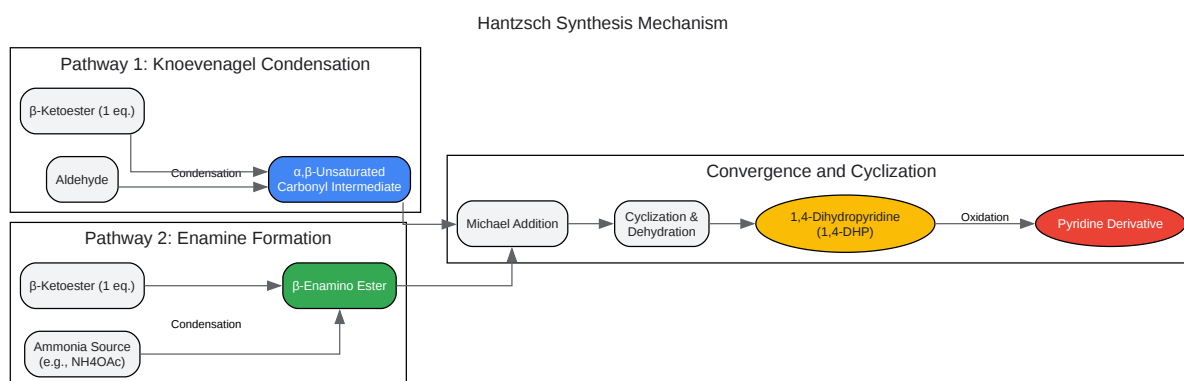 Hantzsch Synthesis Mechanism
Pathway 1: Knoevenagel Condensation
β-Ketoester (1 eq.)
Aldehyde
Condensation
α,β-Unsaturated
Carbonyl Intermediate
Pathway 2: Enamine Formation
β-Ketoester (1 eq.)
β-Enamino Ester
Condensation
Ammonia Source
(e.g., NH4OAc)
Convergence and Cyclization
Michael Addition
Cyclization &
Dehydration
1,4-Dihydropyridine
(1,4-DHP)
Oxidation
Pyridine Derivative